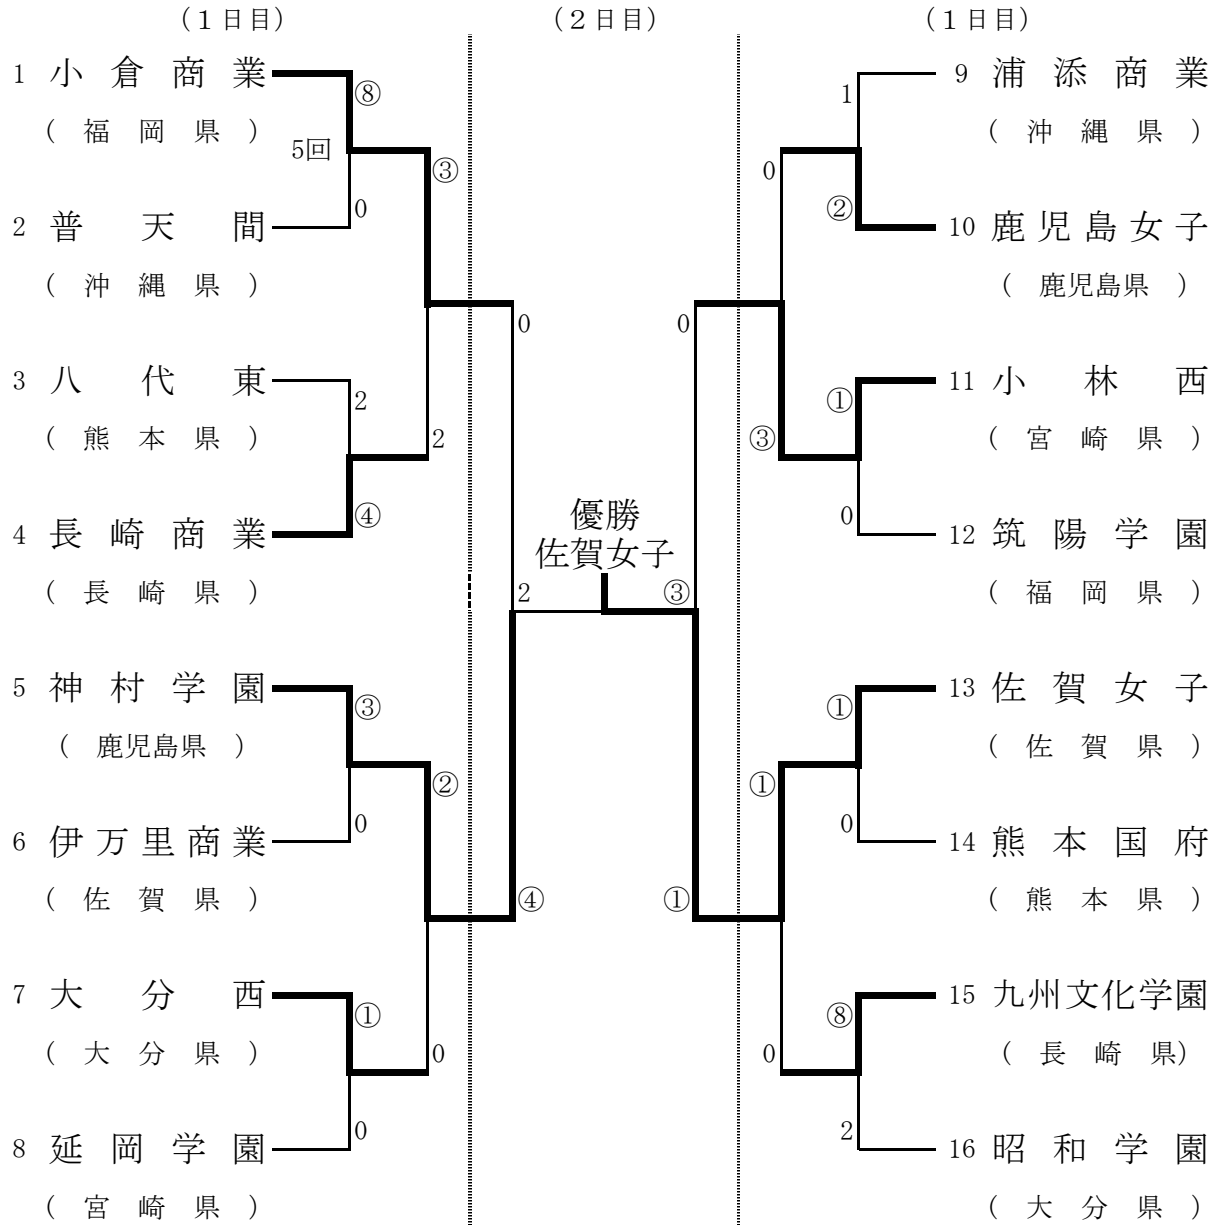 (１日目)
(２日目)
(１日目)
1 小倉商業
(福岡県)
⑧
5回
0
③
2 普天間
(沖縄県)
3 八代東
(熊本県)
2
④
2
4 長崎商業
(長崎県)
5 神村学園
(鹿児島県)
③
0
②
6 伊万里商業
(佐賀県)
7 大分西
(大分県)
①
0
0
8 延岡学園
(宮崎県)
0
④
2
優勝
佐賀女子
③
0
①
9 浦添商業
(沖縄県)
1
②
0
10 鹿児島女子
(鹿児島県)
11 小林西
(宮崎県)
①
0
③
12 筑陽学園
(福岡県)
13 佐賀女子
(佐賀県)
①
0
①
14 熊本国府
(熊本県)
15 九州文化学園
(長崎県)
⑧
2
0
16 昭和学園
(大分県)